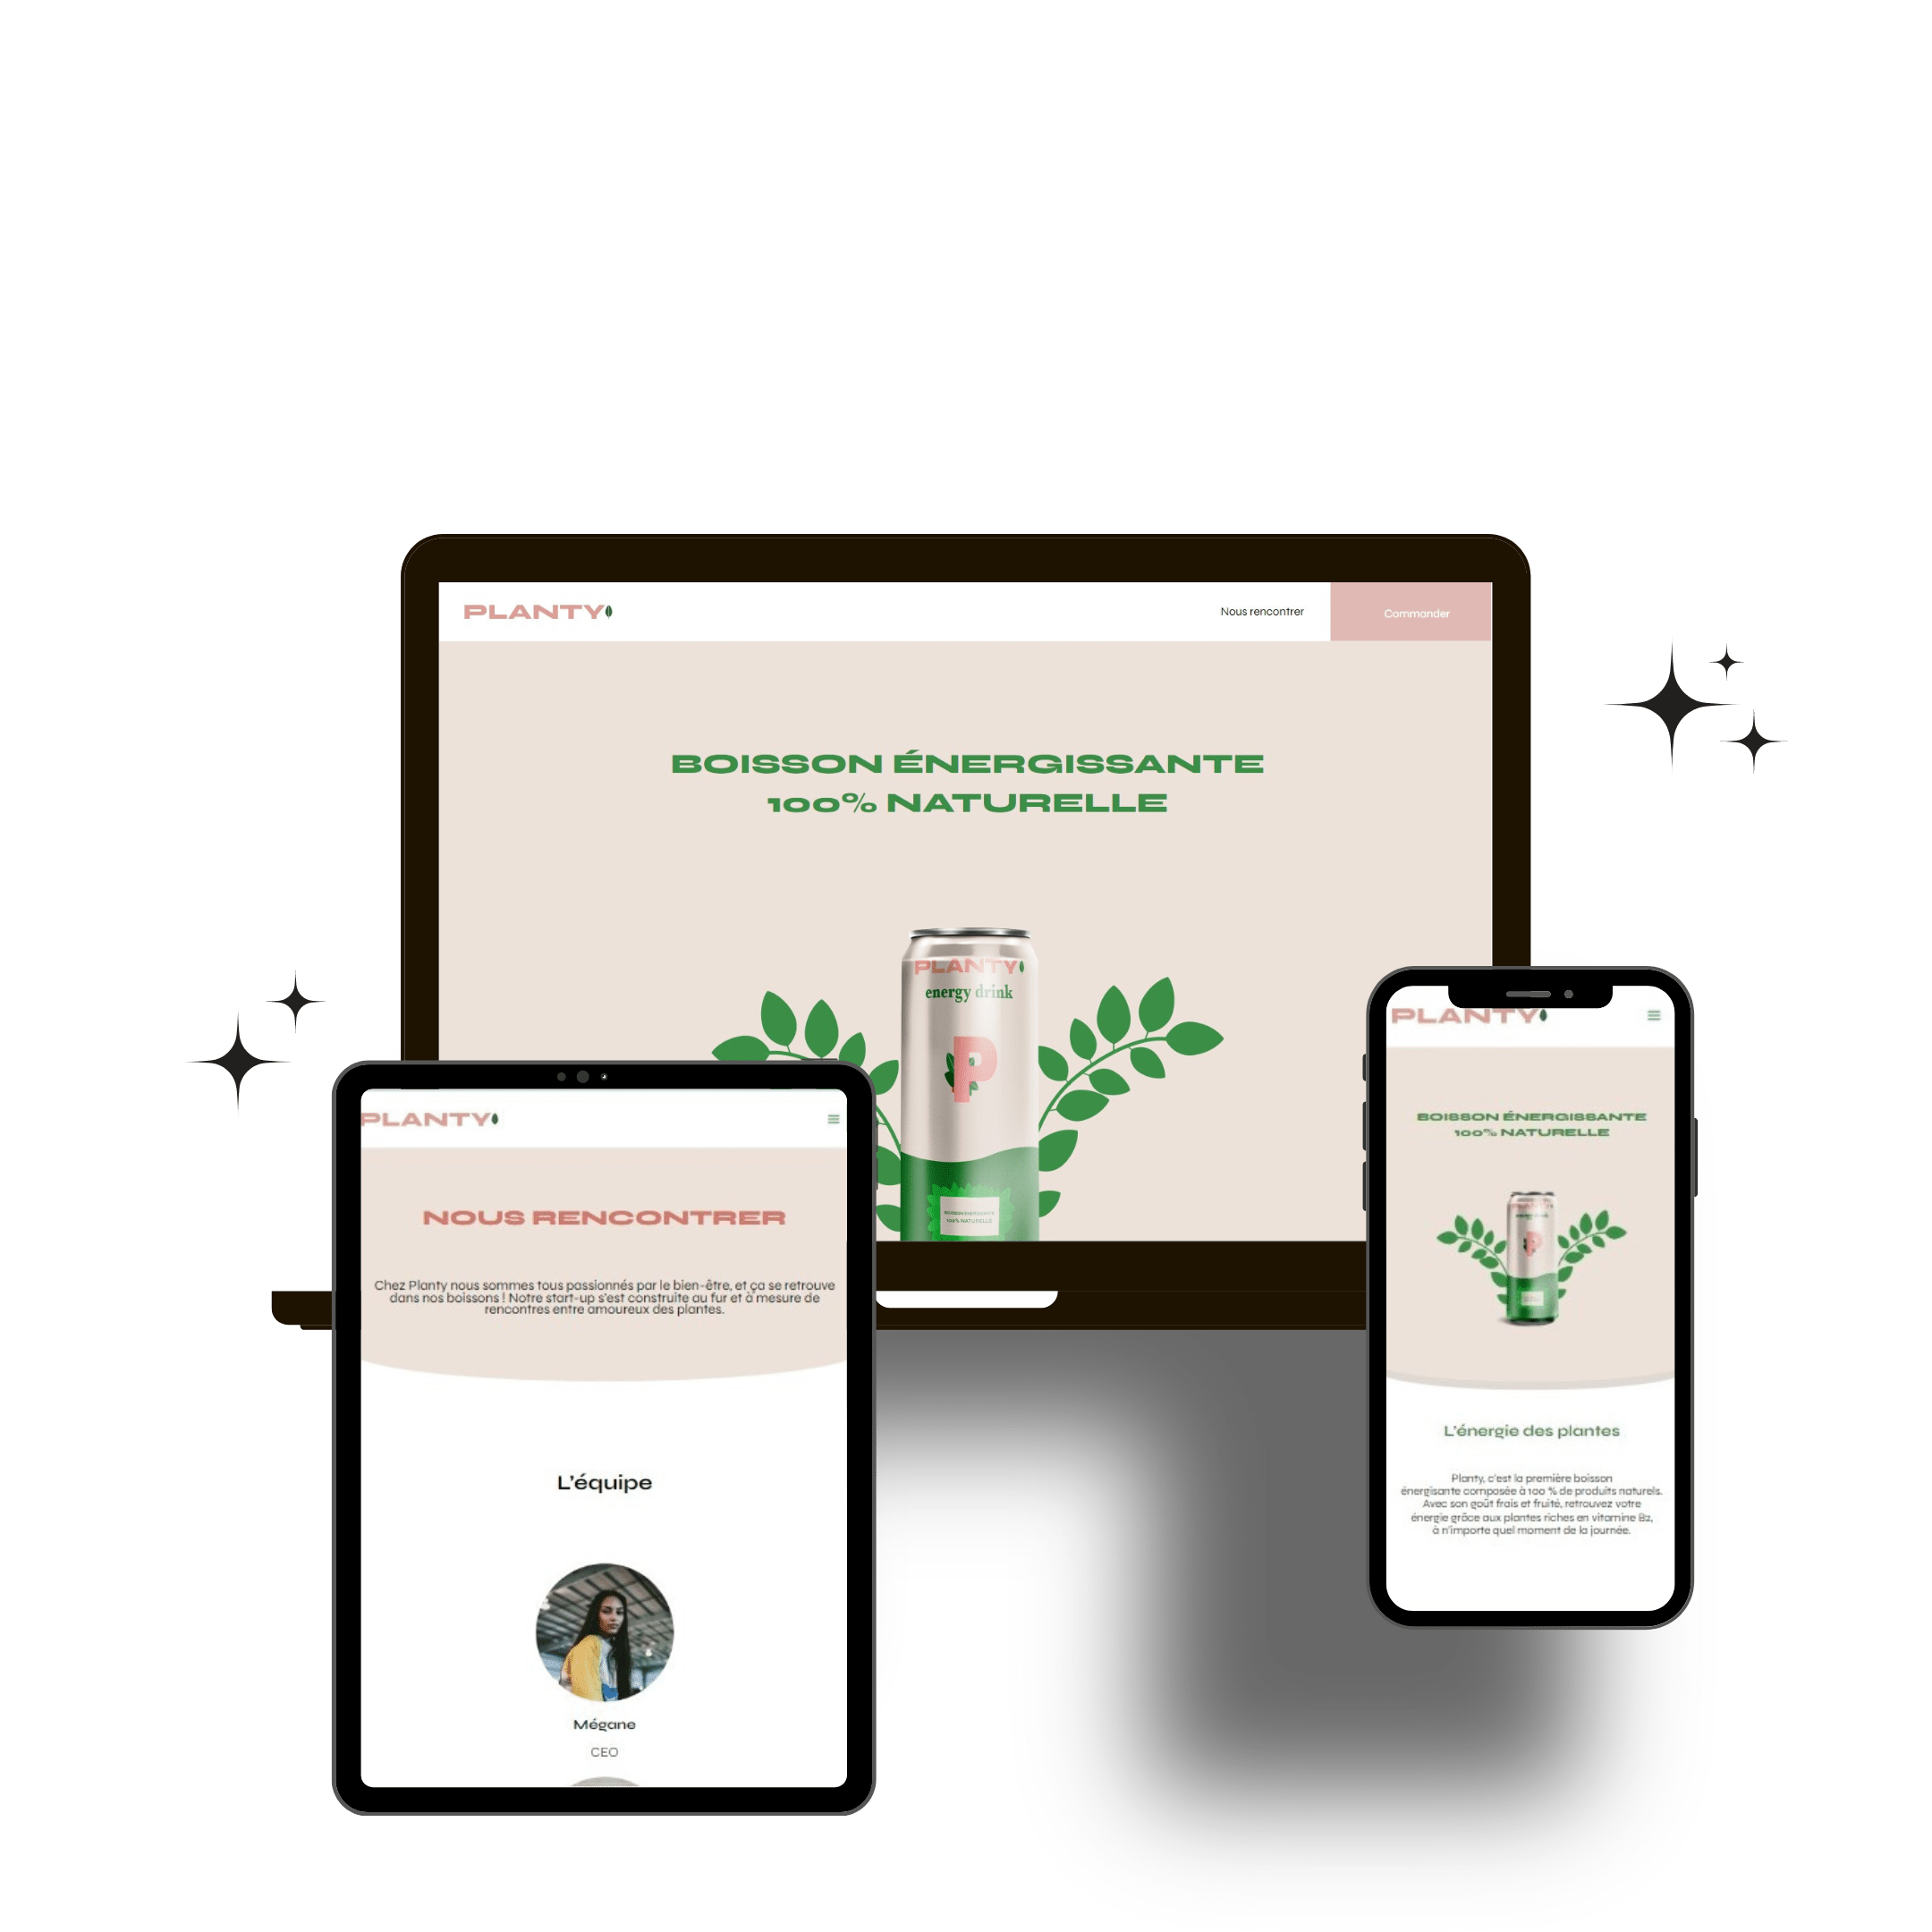 PLANTY
Nous rencontrer
Commander
BOISSON ÉNERGISSANTE
100% NATURELLE
PLANTY
energy drink
P
BOISSON ÉNERGISSANTE
100% NATURELLE
PLANTY
NOUS RENCONTRER
Chez Planty nous sommes tous passionnés par le bien-être, et ça se retrouve
dans nos boissons ! Notre start-up s'est construite au fur et à mesure de
rencontres entre amoureux des plantes.
L'équipe
Mégane
CEO
PLANTY
BOISSON ÉNERGISSANTE
100% NATURELLE
P
L'énergie des plantes
Planty, c'est la première boisson
énergisante composée à 100 % de produits naturels.
Avec son goût frais et fruité, retrouvez votre
énergie grâce aux plantes riches en vitamine B2,
à n'importe quel moment de la journée.